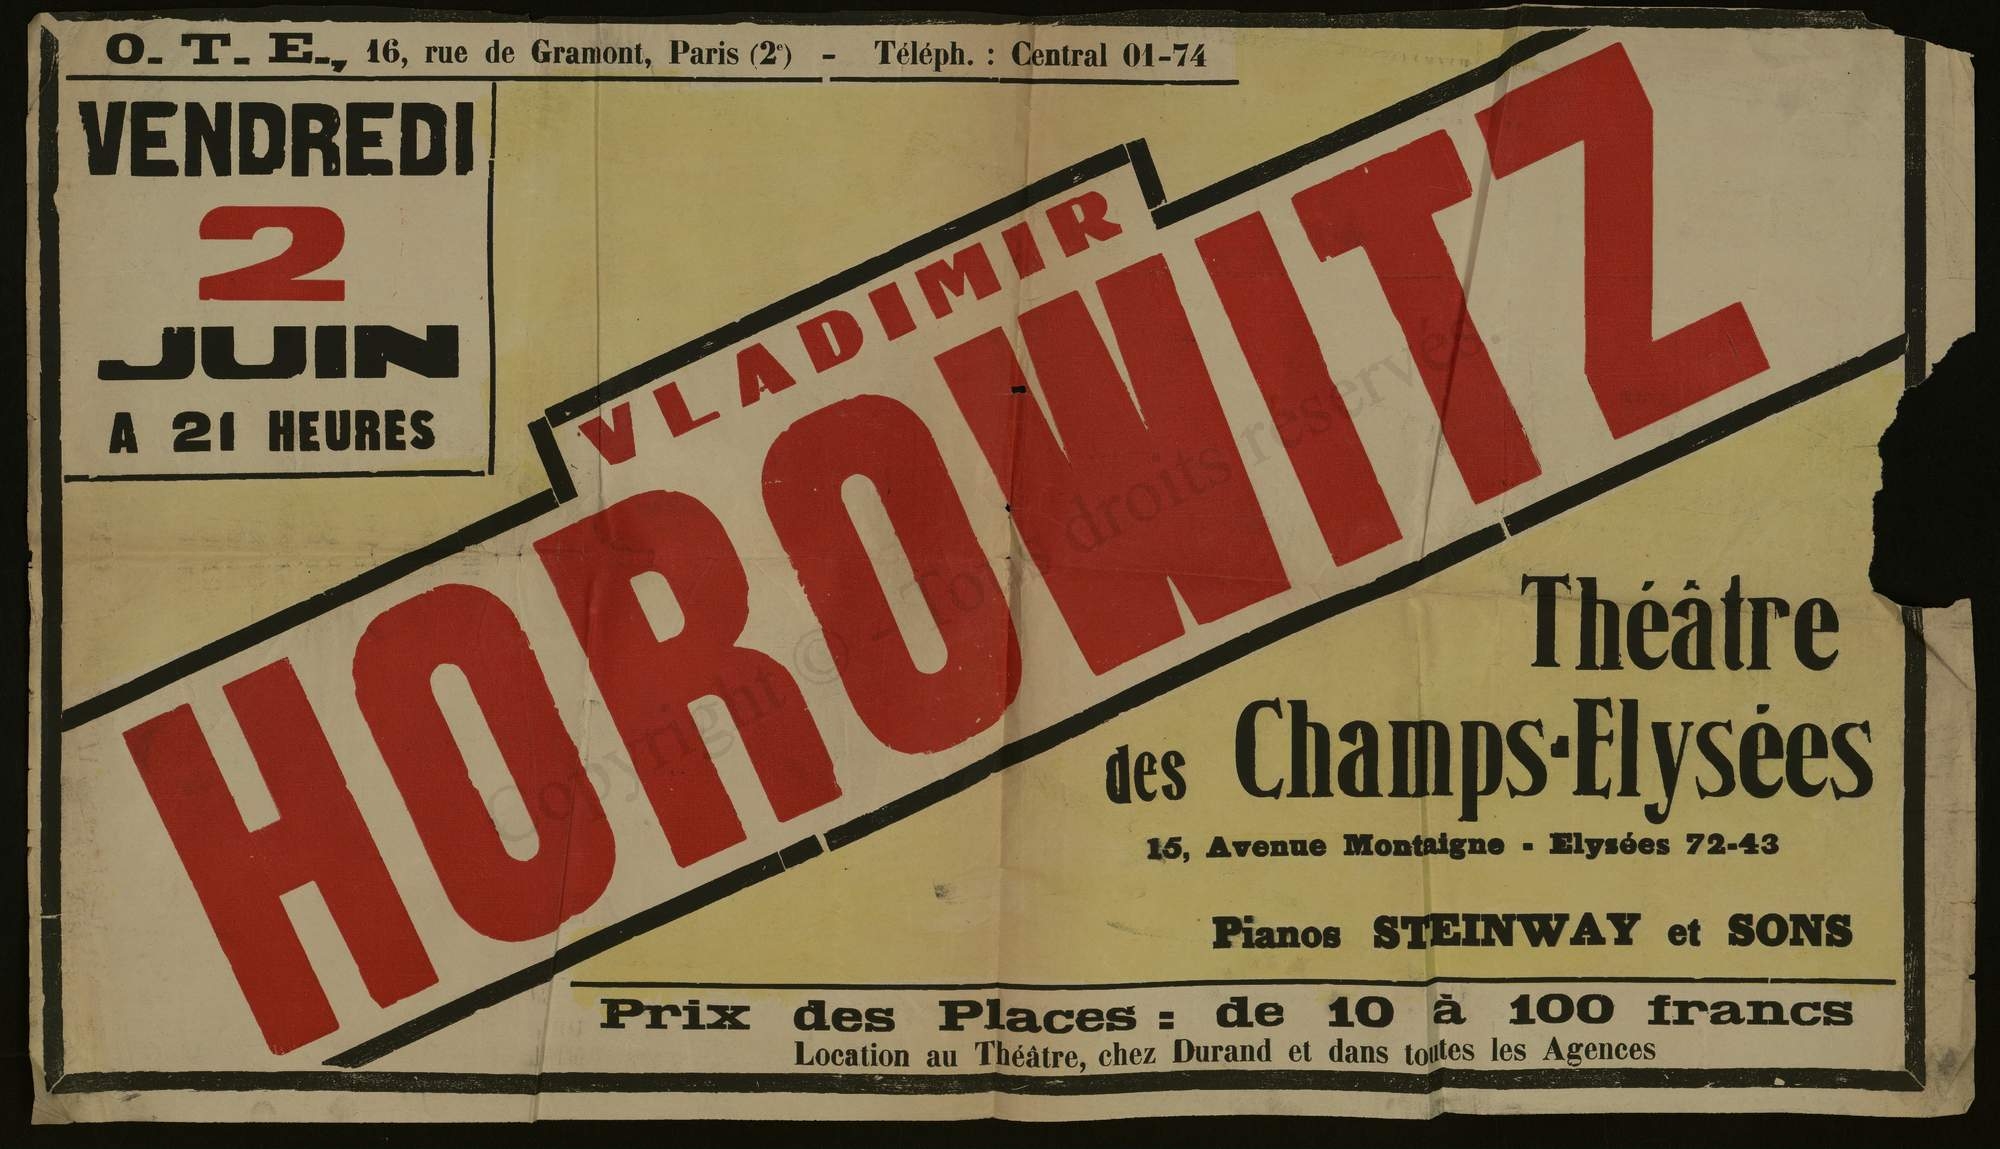 O. T. E., 16, rue de Gramont, Paris (2e) - Téléph. : Central 01-74
VENDREDI
2
JUIN
A 21 HEURES
VLADIMIR
HOROWITZ
Théâtre
des Champs-Elysées
15, Avenue Montaigne - Elysées 72-43
Pianos STEINWAY et SONS
Prix des Places : de 10 à 100 francs
Location au Théâtre, chez Durand et dans toutes les Agences
Copyright © - Tous droits réservés.